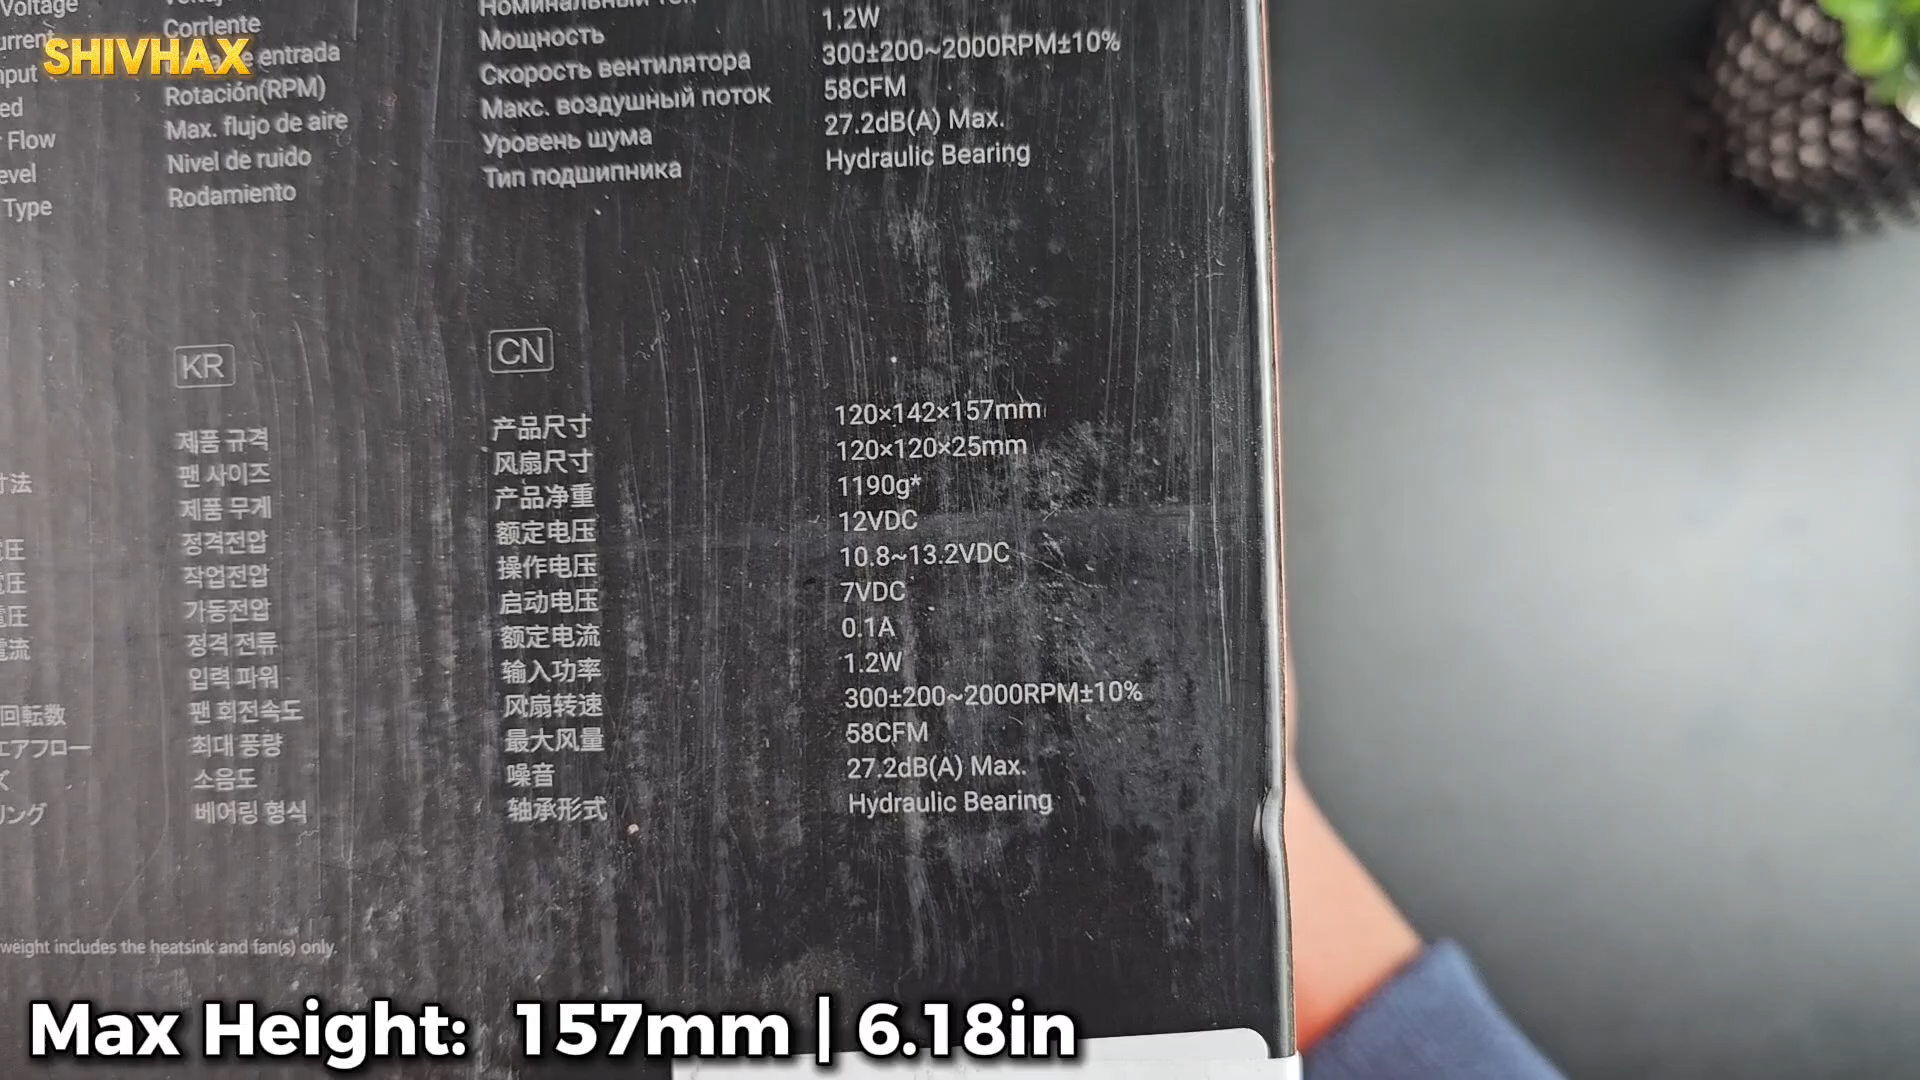 SHIVHAX
Voltage
Corriente
entrada
Rotación(RPM)
Flow
Max. flujo de aire
Nivel de ruido
Type
Rodamiento
Мощность
Скорость вентилятора
Макс. воздушный поток
Уровень шума
Тип подшипника
1.2W
300±200~2000RPM±10%
58CFM
27.2dB(A) Max.
Hydraulic Bearing
KR
제품 규격
팬 사이즈
제품 무게
정격전압
작업전압
가동전압
정격 전류
입력 파워
팬 회전속도
최대 풍량
소음도
베어링 형식
CN
产品尺寸 120×142×157mm
风扇尺寸 120×120×25mm
产品净重 1190g*
额定电压 12VDC
操作电压 10.8~13.2VDC
启动电压 7VDC
额定电流 0.1A
输入功率 1.2W
风扇转速 300±200~2000RPM±10%
最大风量 58CFM
噪音 27.2dB(A) Max.
轴承形式 Hydraulic Bearing
weight includes the heatsink and fan(s) only.
Max Height: 157mm | 6.18in